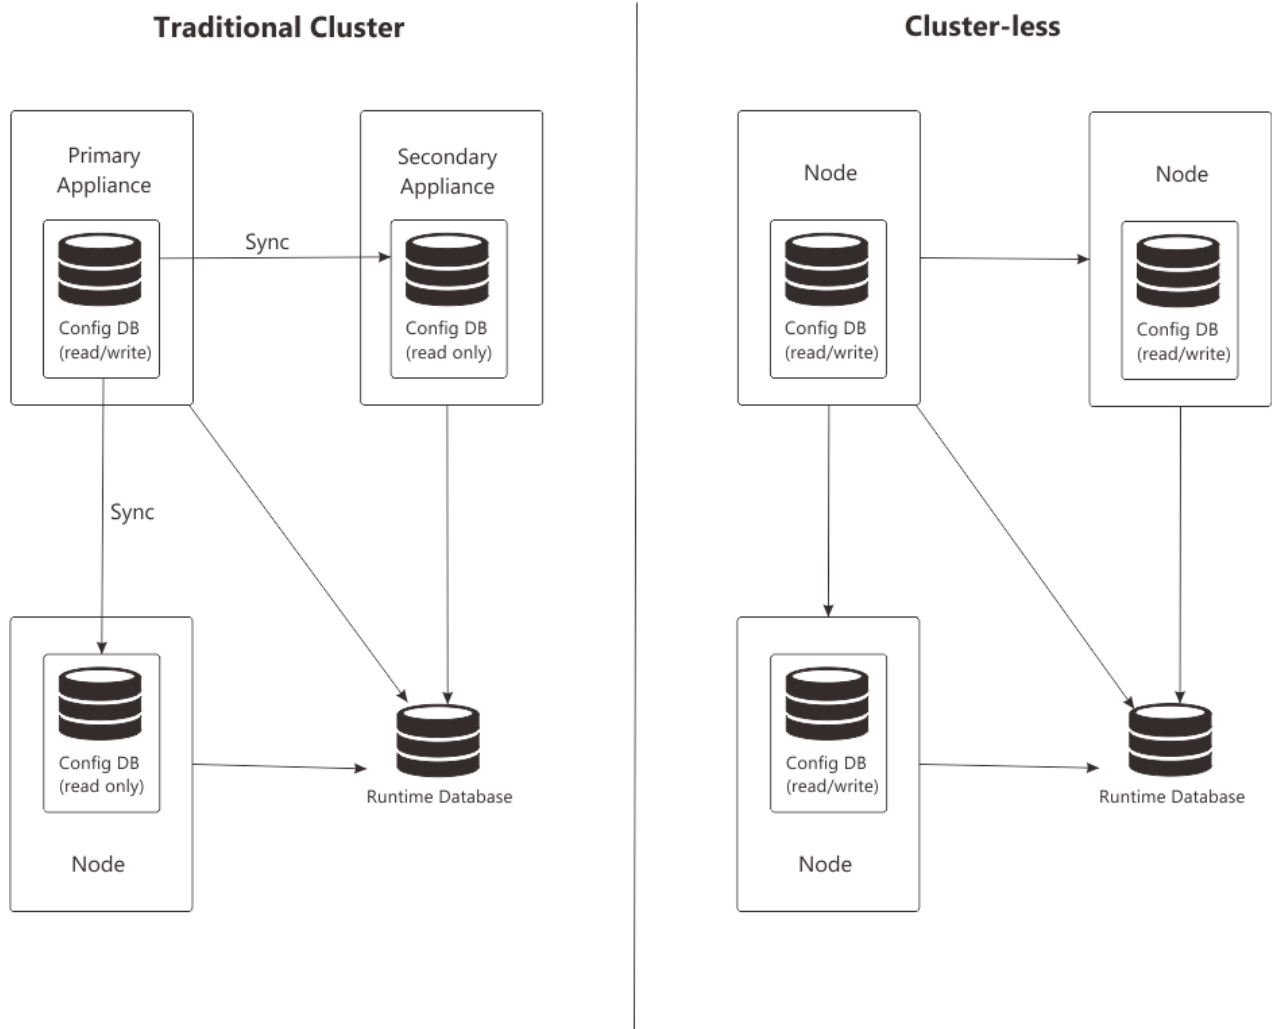 Traditional Cluster
Primary
Appliance
Config DB
(read/write)
Sync
Secondary
Appliance
Config DB
(read only)
Sync
Config DB
(read only)
Node
Runtime Database
Cluster-less
Node
Config DB
(read/write)
Node
Config DB
(read/write)
Config DB
(read/write)
Node
Runtime Database